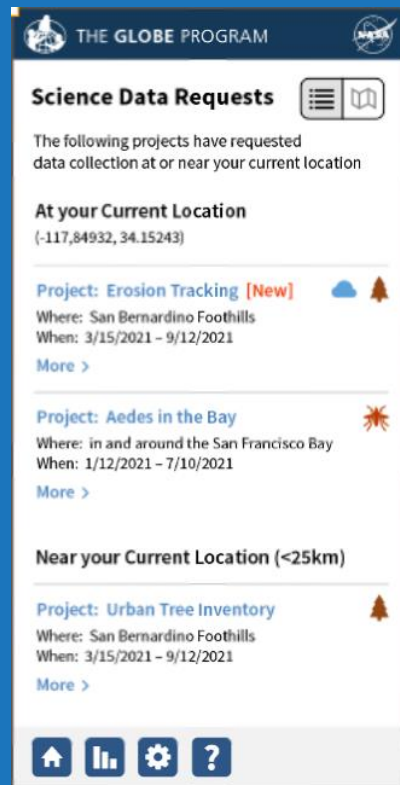 THE GLOBE PROGRAM
NASA
Science Data Requests
The following projects have requested
data collection at or near your current location
At your Current Location
(-117,84932, 34.15243)
Project: Erosion Tracking [New]
Where: San Bernardino Foothills
When: 3/15/2021 – 9/12/2021
More >
Project: Aedes in the Bay
Where: in and around the San Francisco Bay
When: 1/12/2021 – 7/10/2021
More >
Near your Current Location (<25km)
Project: Urban Tree Inventory
Where: San Bernardino Foothills
When: 3/15/2021 – 9/12/2021
More >
?